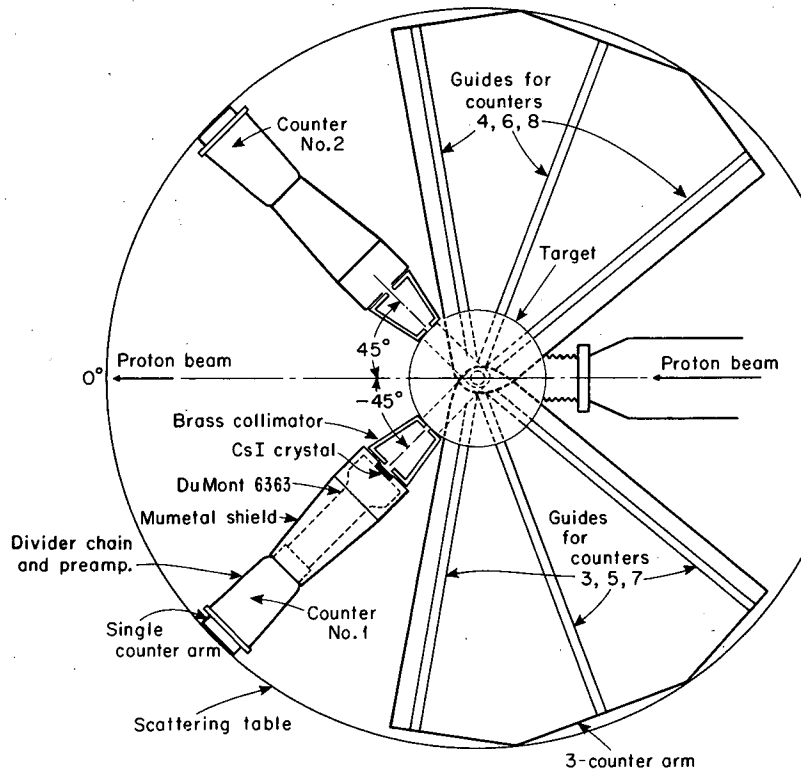 Counter
No.2
Guides for
counters
4, 6, 8
Target
45°
Proton beam
0°
Proton beam
-45°
Brass collimator
CsI crystal
DuMont 6363
Mumetal shield
Divider chain
and preamp.
Guides
for
counters
3, 5, 7
Single
counter arm
Counter
No.1
Scattering table
3-counter arm